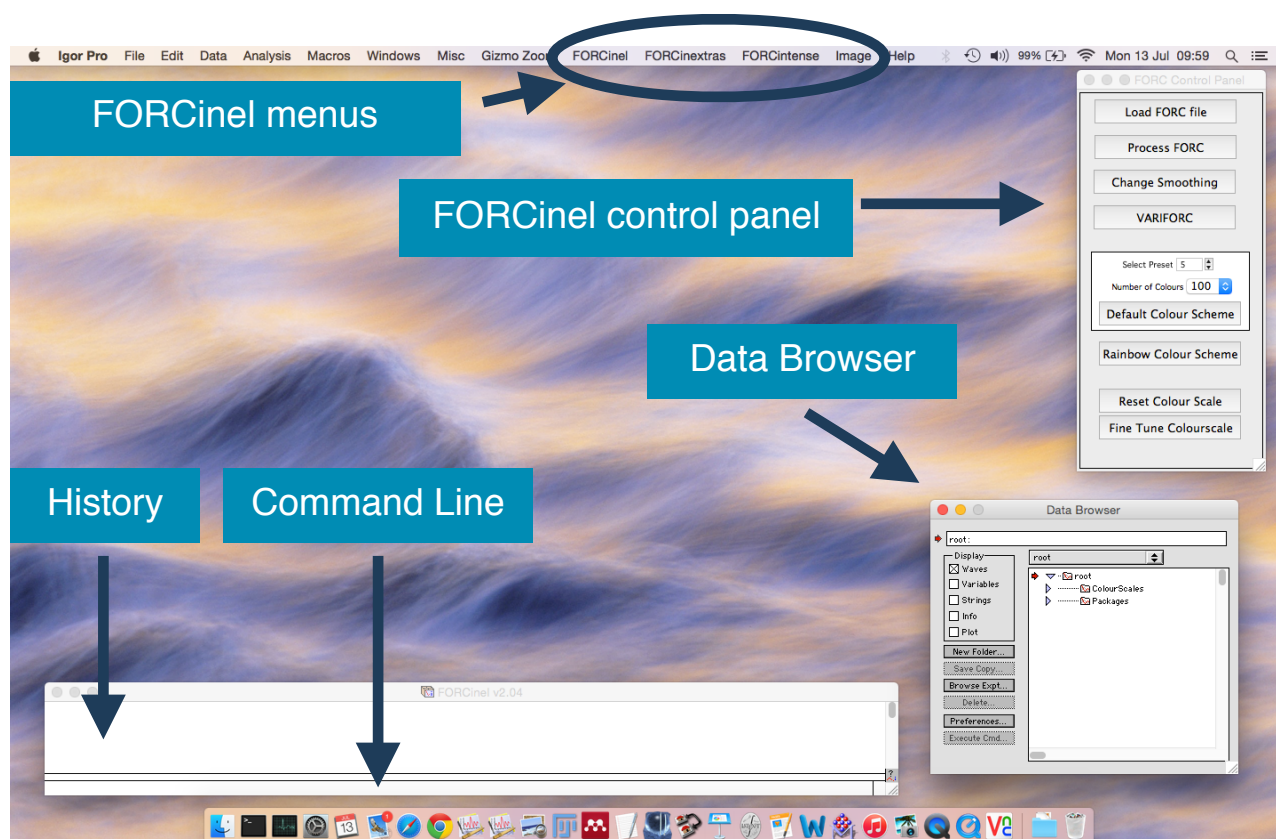 Igor Pro File Edit Data Analysis Macros Windows Misc Gizmo Zoom FORCinel FORCinextras FORCintense Image Help 99% Mon 13 Jul 09:59
FORC Control Panel
FORCinel menus
Load FORC file
Process FORC
Change Smoothing
FORCinel control panel
VARIFORC
Select Preset 5
Number of Colours 100
Default Colour Scheme
Rainbow Colour Scheme
Reset Colour Scale
Fine Tune Colourscale
Data Browser
History
Command Line
Data Browser
root:
Display
Waves
Variables
Strings
Info
Plot
New Folder...
Save Copy...
Browse Expt...
Delete...
Preferences...
Execute Cmd...
root
root
ColourScales
Packages
FORCinel v2.04
13